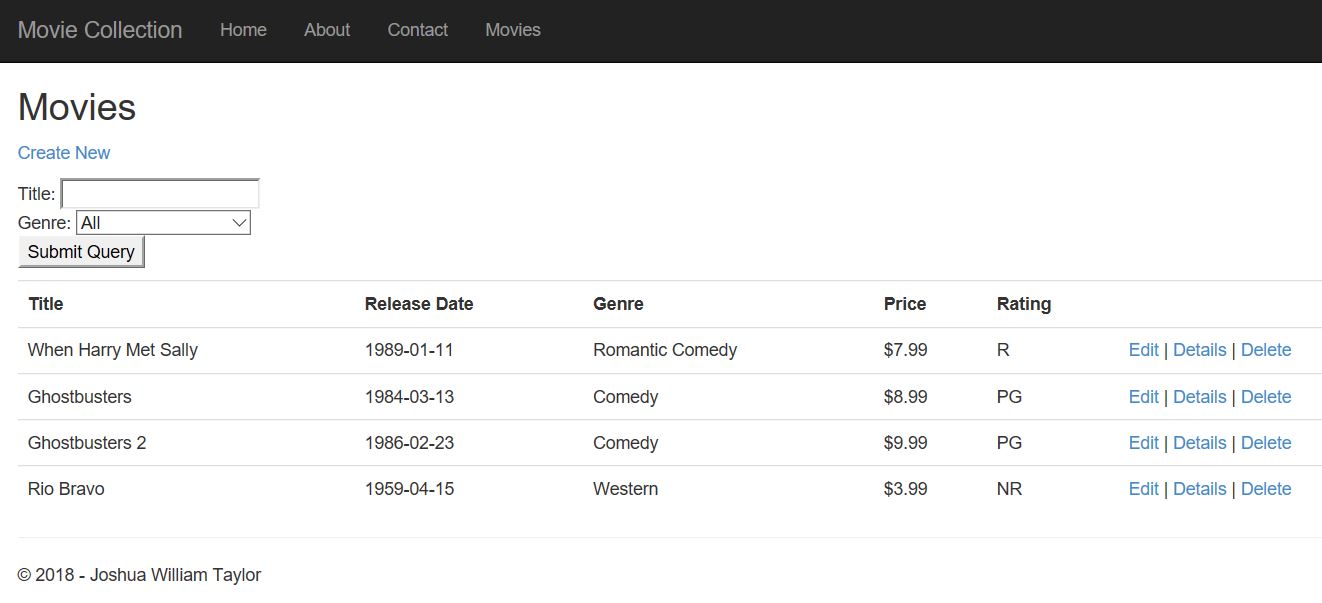 Movie Collection Home About Contact Movies
Movies
Create New
Title:
Genre: All
Submit Query
Title Release Date Genre Price Rating
When Harry Met Sally 1989-01-11 Romantic Comedy $7.99 R Edit | Details | Delete
Ghostbusters 1984-03-13 Comedy $8.99 PG Edit | Details | Delete
Ghostbusters 2 1986-02-23 Comedy $9.99 PG Edit | Details | Delete
Rio Bravo 1959-04-15 Western $3.99 NR Edit | Details | Delete
© 2018 - Joshua William Taylor